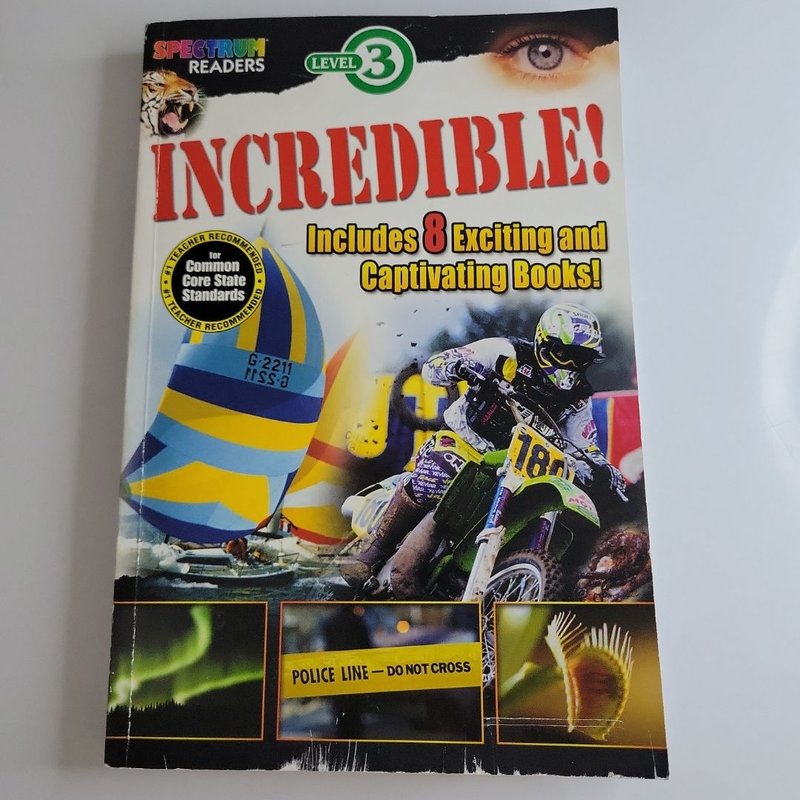 SPECTRUM
READERS
LEVEL 3
INCREDIBLE!
Includes 8 Exciting and
Captivating Books!
#1 TEACHER RECOMMENDED
for
Common
Core State
Standards
#1 TEACHER RECOMMENDED
G-2211
G-2211
180
POLICE LINE — DO NOT CROSS